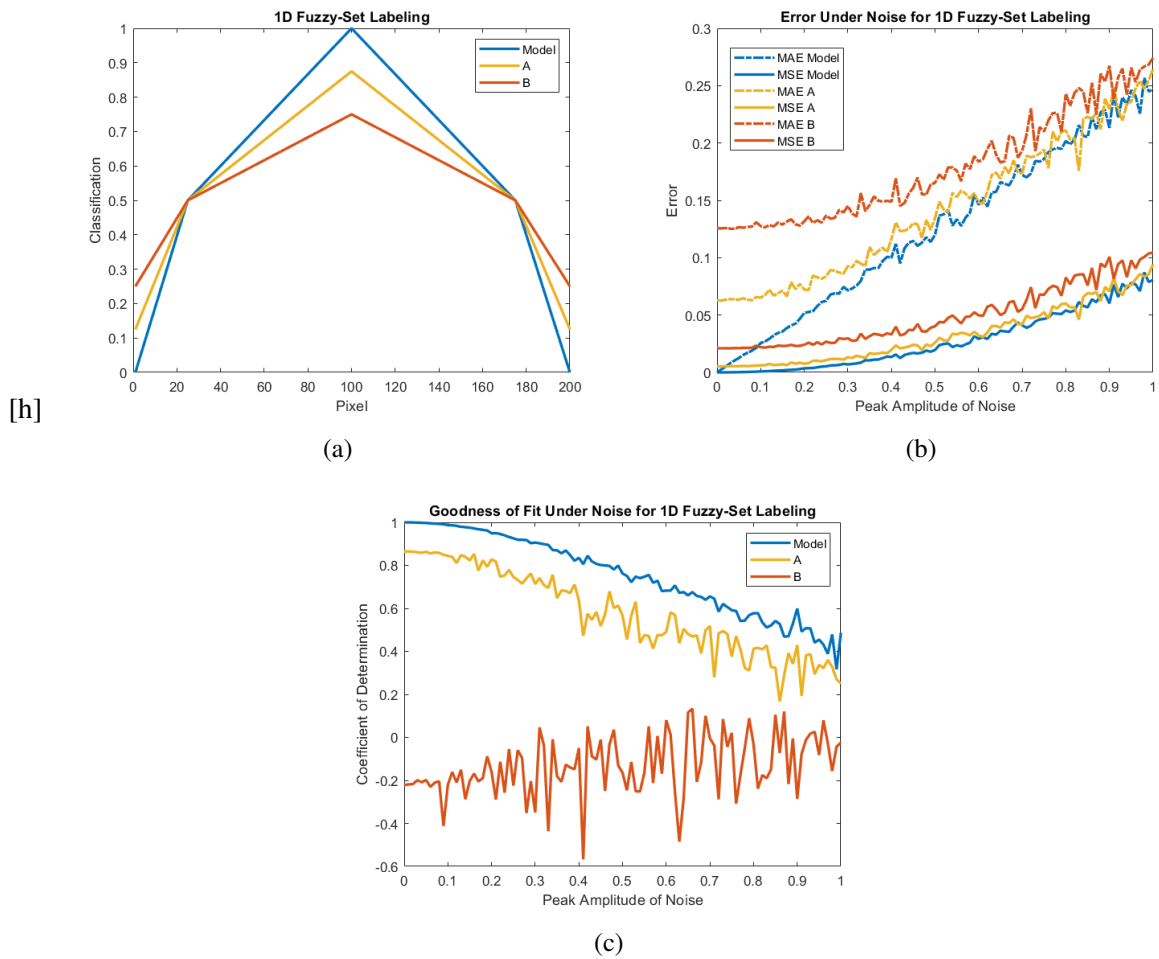 1D Fuzzy-Set Labeling
1
0.9
0.8
0.7
0.6
0.5
0.4
0.3
0.2
0.1
0
Classification
Model
A
B
0 20 40 60 80 100 120 140 160 180 200
Pixel
(a)
Error Under Noise for 1D Fuzzy-Set Labeling
0.3
0.25
0.2
0.15
0.1
0.05
0
Error
MAE Model
MSE Model
MAE A
MSE A
MAE B
MSE B
0 0.1 0.2 0.3 0.4 0.5 0.6 0.7 0.8 0.9 1
Peak Amplitude of Noise
(b)
[h]
Goodness of Fit Under Noise for 1D Fuzzy-Set Labeling
1
0.8
0.6
0.4
0.2
0
-0.2
-0.4
-0.6
Coefficient of Determination
Model
A
B
0 0.1 0.2 0.3 0.4 0.5 0.6 0.7 0.8 0.9 1
Peak Amplitude of Noise
(c)